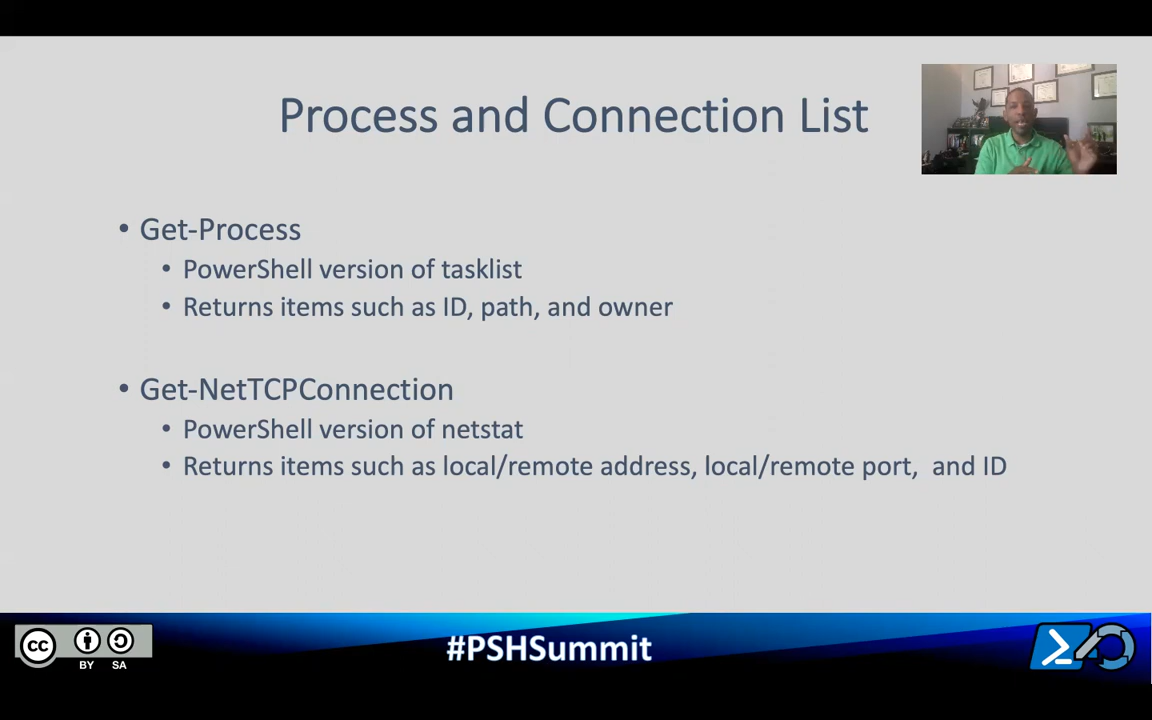 Process and Connection List
• Get-Process
• PowerShell version of tasklist
• Returns items such as ID, path, and owner
• Get-NetTCPConnection
• PowerShell version of netstat
• Returns items such as local/remote address, local/remote port,  and ID
cc
BY SA
#PSHSummit